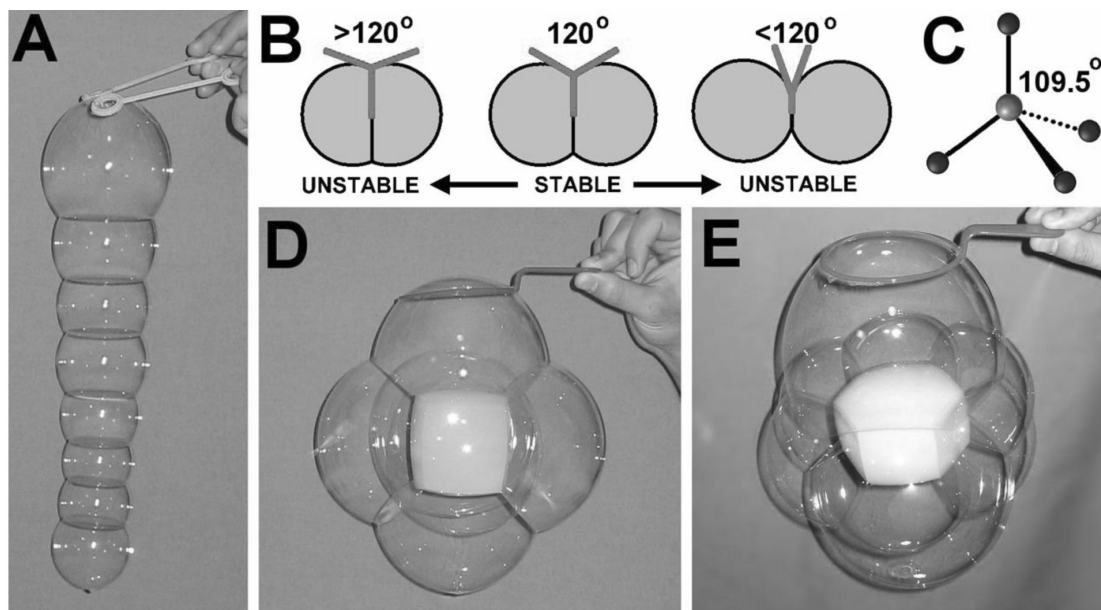 A
B
>120°
120°
<120°
UNSTABLE
STABLE
UNSTABLE
C
109.5°
D
E